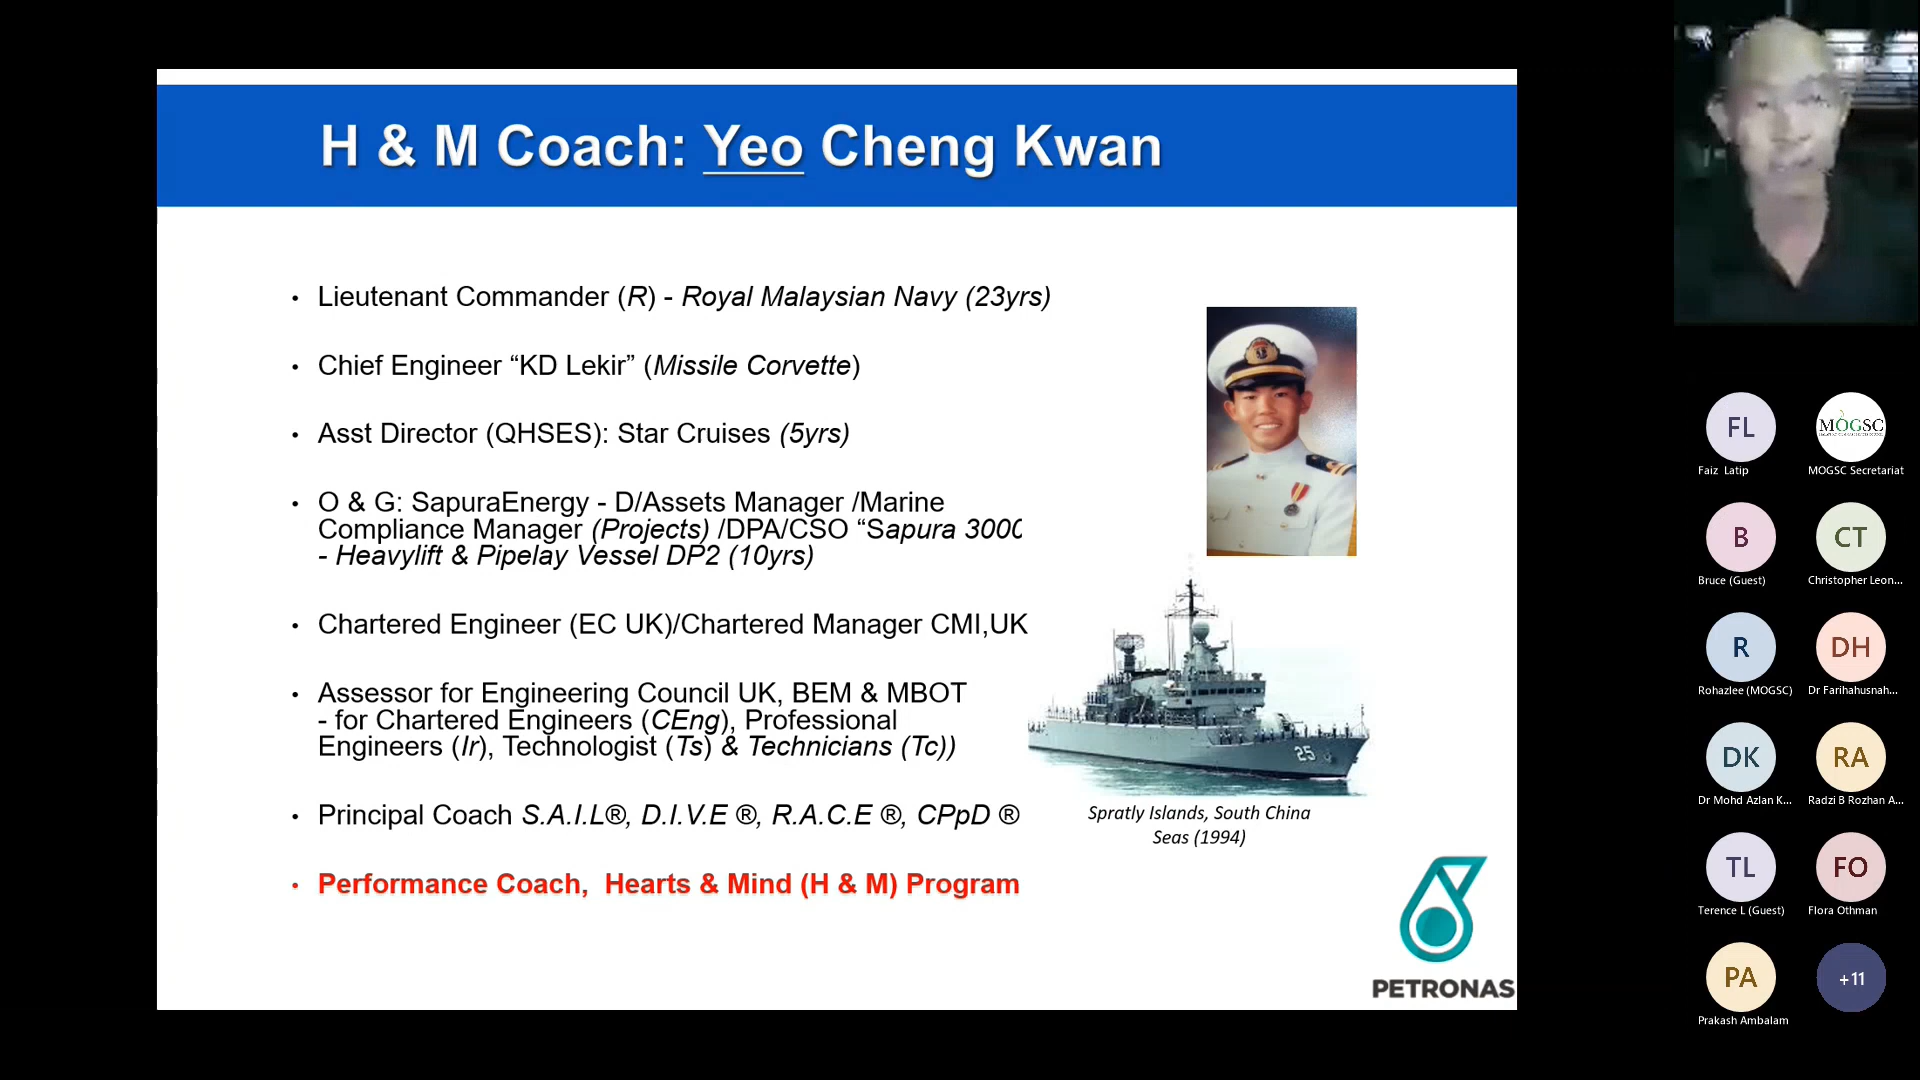 H & M Coach: Yeo Cheng Kwan
• Lieutenant Commander (R) - Royal Malaysian Navy (23yrs)
• Chief Engineer “KD Lekir” (Missile Corvette)
• Asst Director (QHSES): Star Cruises (5yrs)
• O & G: SapuraEnergy - D/Assets Manager /Marine
Compliance Manager (Projects) /DPA/CSO “Sapura 3000
- Heavylift & Pipelay Vessel DP2 (10yrs)
• Chartered Engineer (EC UK)/Chartered Manager CMI,UK
• Assessor for Engineering Council UK, BEM & MBOT
- for Chartered Engineers (CEng), Professional
Engineers (Ir), Technologist (Ts) & Technicians (Tc))
• Principal Coach S.A.I.L®, D.I.V.E ®, R.A.C.E ®, CPpD ®
• Performance Coach,  Hearts & Mind (H & M) Program
25
Spratly Islands, South China
Seas (1994)
PETRONAS
FL
Faiz Latip
MOGSC
MOGSC Secretariat
B
Bruce (Guest)
CT
Christopher Leon...
R
Rohazlee (MOGSC)
DH
Dr Farihahusnah...
DK
Dr Mohd Azlan K...
RA
Radzi B Rozhan A...
TL
Terence L (Guest)
FO
Flora Othman
PA
Prakash Ambalam
+11